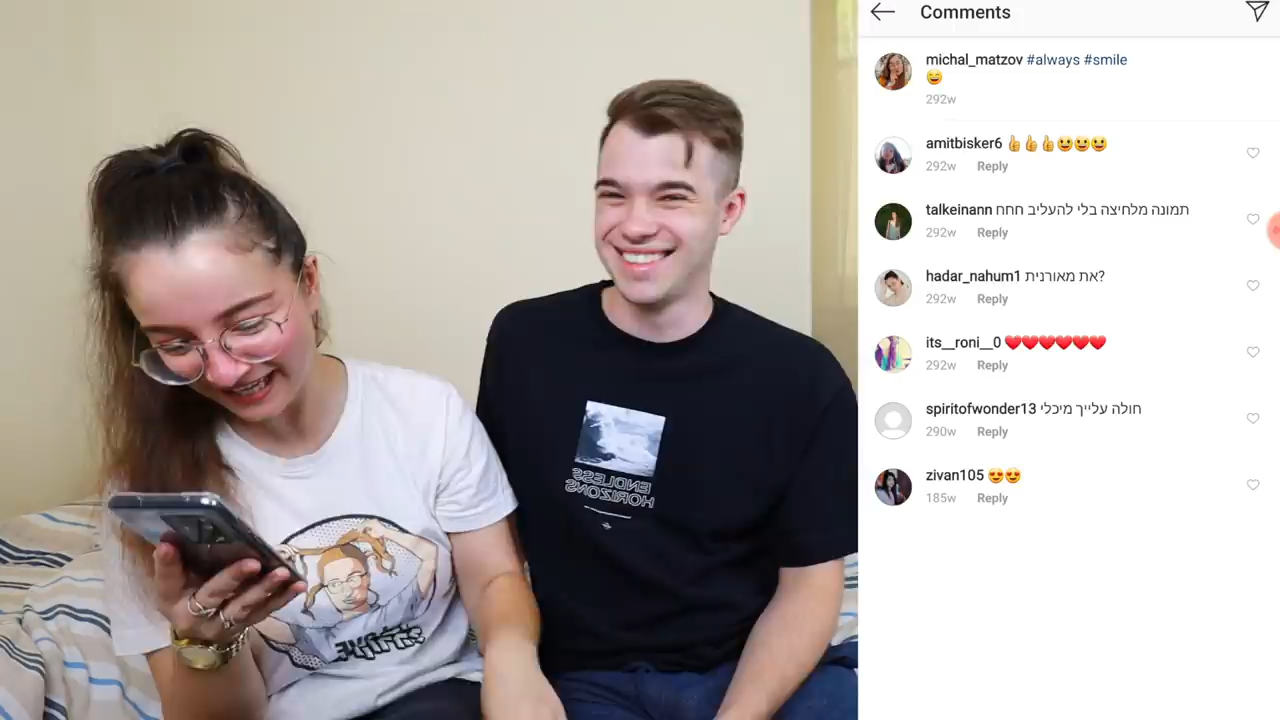 Comments
michal_matzov #always #smile
😄
292w
amitbisker6 👍👍👍😃😃😃
292w Reply
talkeinann תמונה מלחיצה בלי להעליב חחח
292w Reply
hadar_nahum1 את מאורנית?
292w Reply
its__roni__0 ❤️❤️❤️❤️❤️❤️
292w Reply
spiritofwonder13 חולה עלייך מיכלי
290w Reply
zivan105 😍😍
185w Reply
ENDLESS
HORIZONS